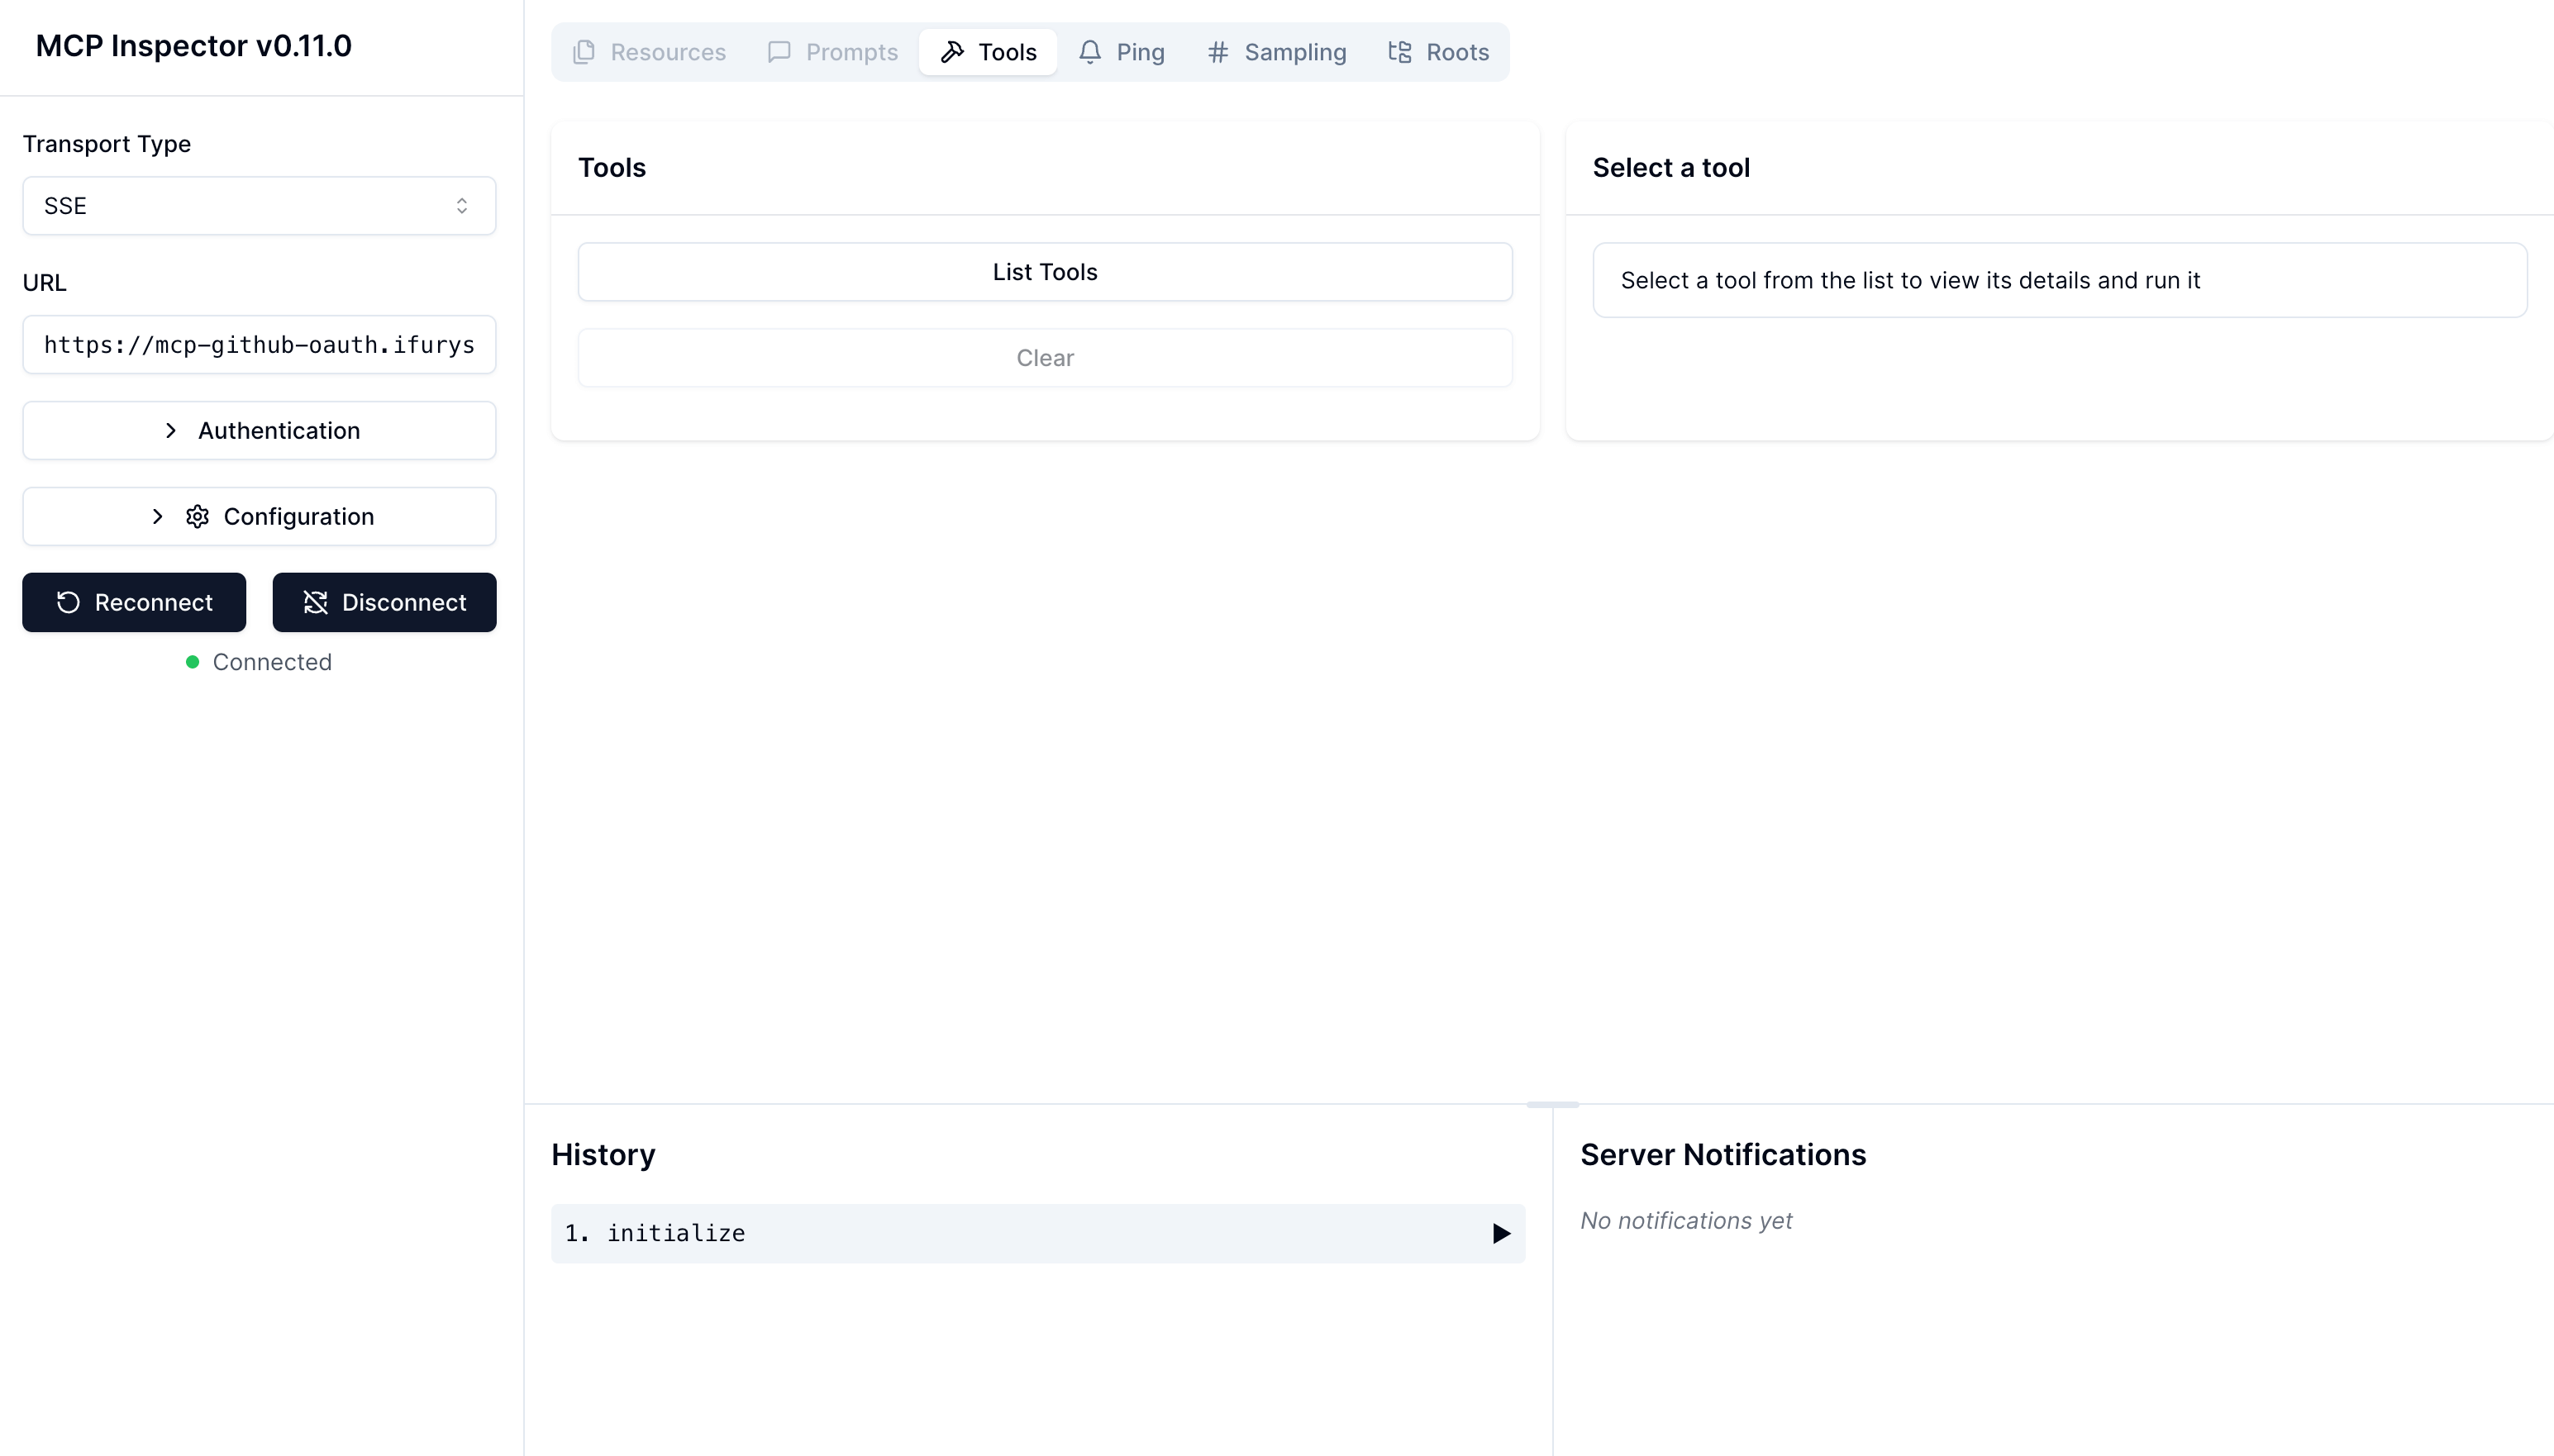 MCP Inspector v0.11.0
Transport Type
SSE
URL
https://mcp-github-oauth.ifurys
Authentication
Configuration
Reconnect
Disconnect
Connected
Resources
Prompts
Tools
Ping
Sampling
Roots
Tools
List Tools
Clear
Select a tool
Select a tool from the list to view its details and run it
History
1. initialize
Server Notifications
No notifications yet